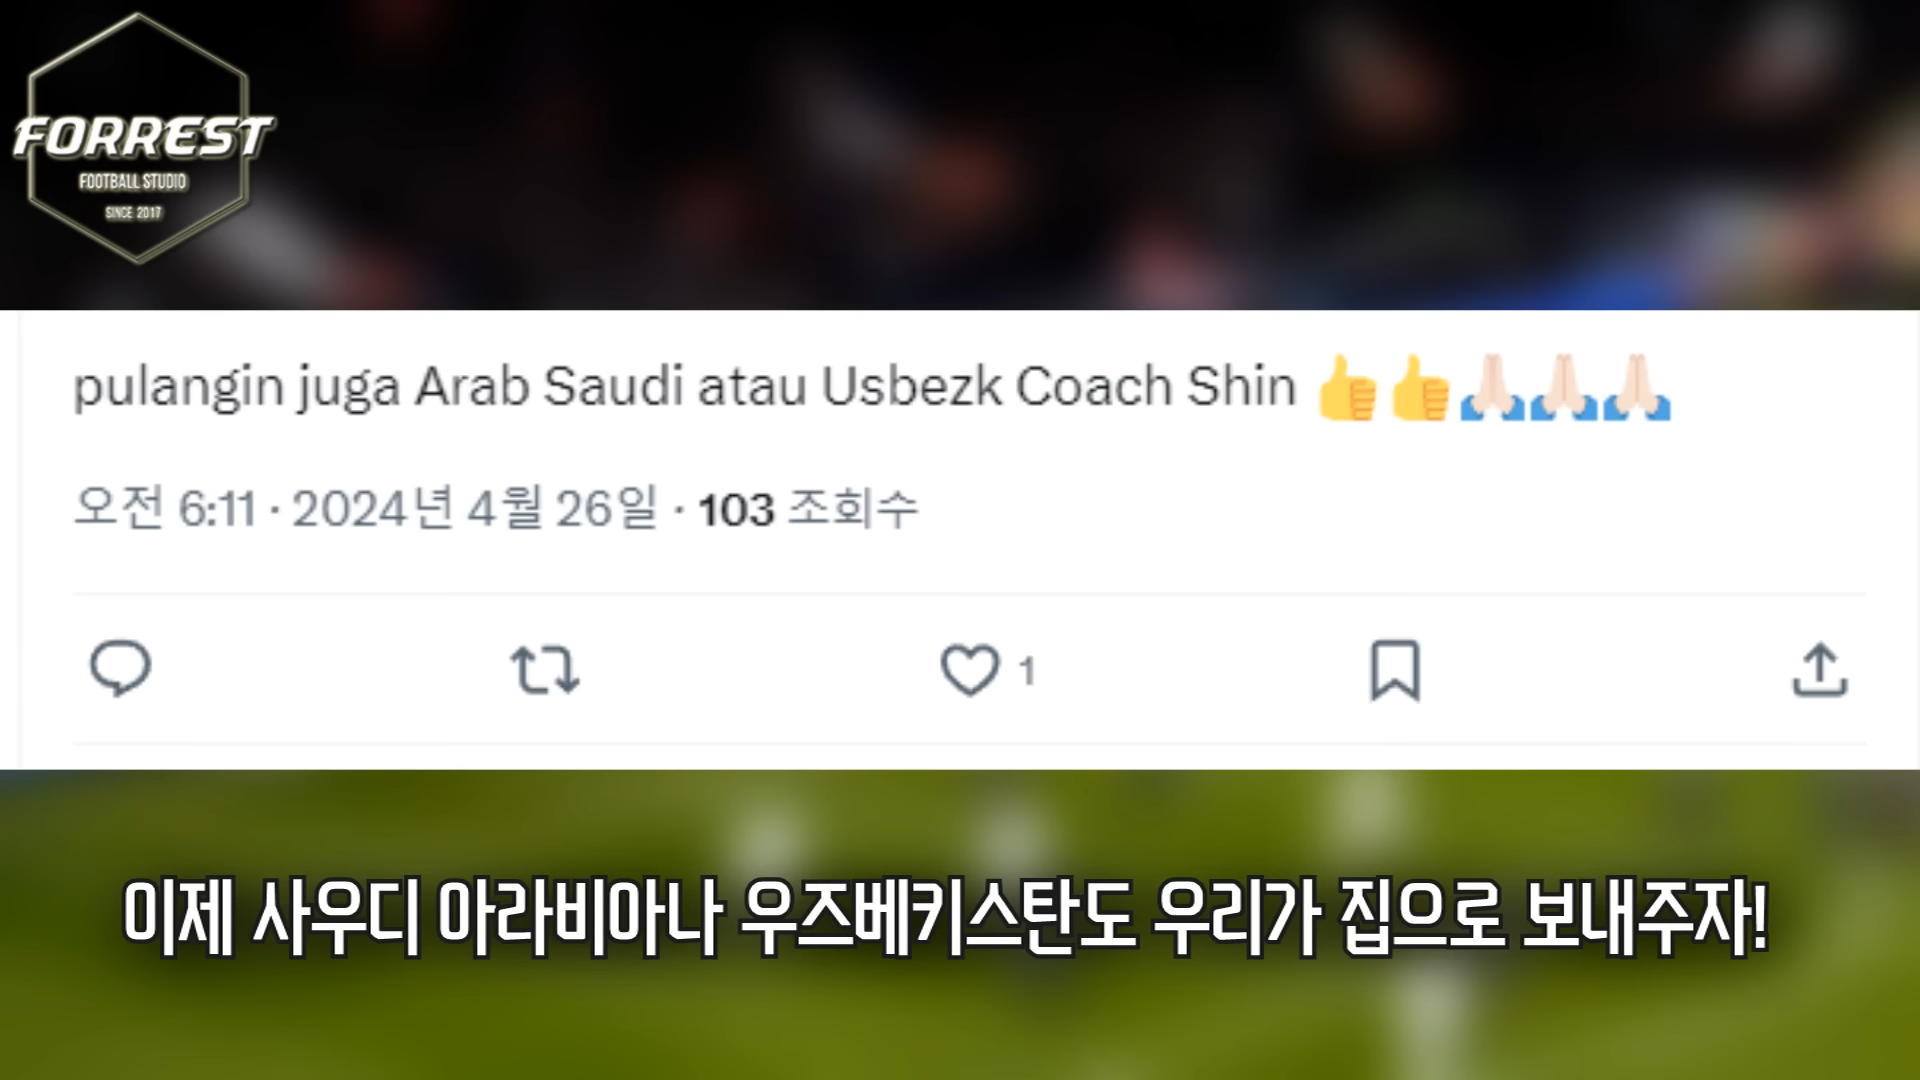 FORREST
FOOTBALL STUDIO
SINCE 2017
pulangin juga Arab Saudi atau Usbezk Coach Shin 👍👍🙏🏻🙏🏻🙏🏻
오전 6:11 · 2024년 4월 26일 · 103 조회수
1
이제 사우디 아라비아나 우즈베키스탄도 우리가 집으로 보내주자!